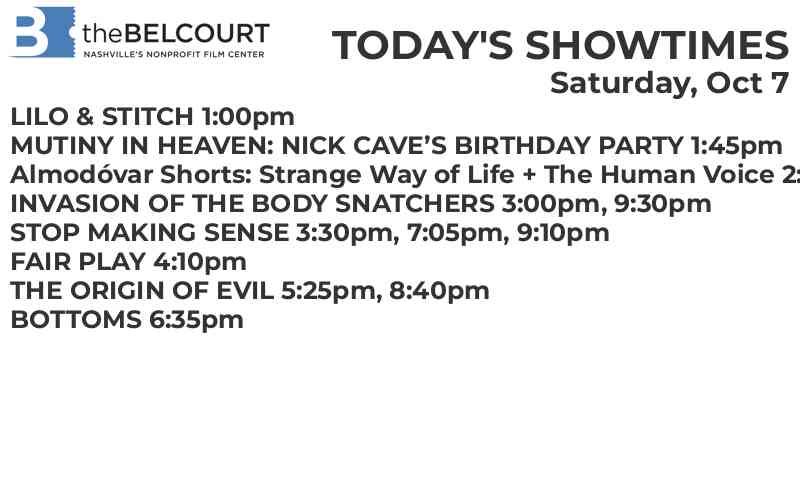 B theBELCOURT
NASHVILLE'S NONPROFIT FILM CENTER
TODAY'S SHOWTIMES
Saturday, Oct 7
LILO & STITCH 1:00pm
MUTINY IN HEAVEN: NICK CAVE’S BIRTHDAY PARTY 1:45pm
Almodóvar Shorts: Strange Way of Life + The Human Voice 2:
INVASION OF THE BODY SNATCHERS 3:00pm, 9:30pm
STOP MAKING SENSE 3:30pm, 7:05pm, 9:10pm
FAIR PLAY 4:10pm
THE ORIGIN OF EVIL 5:25pm, 8:40pm
BOTTOMS 6:35pm